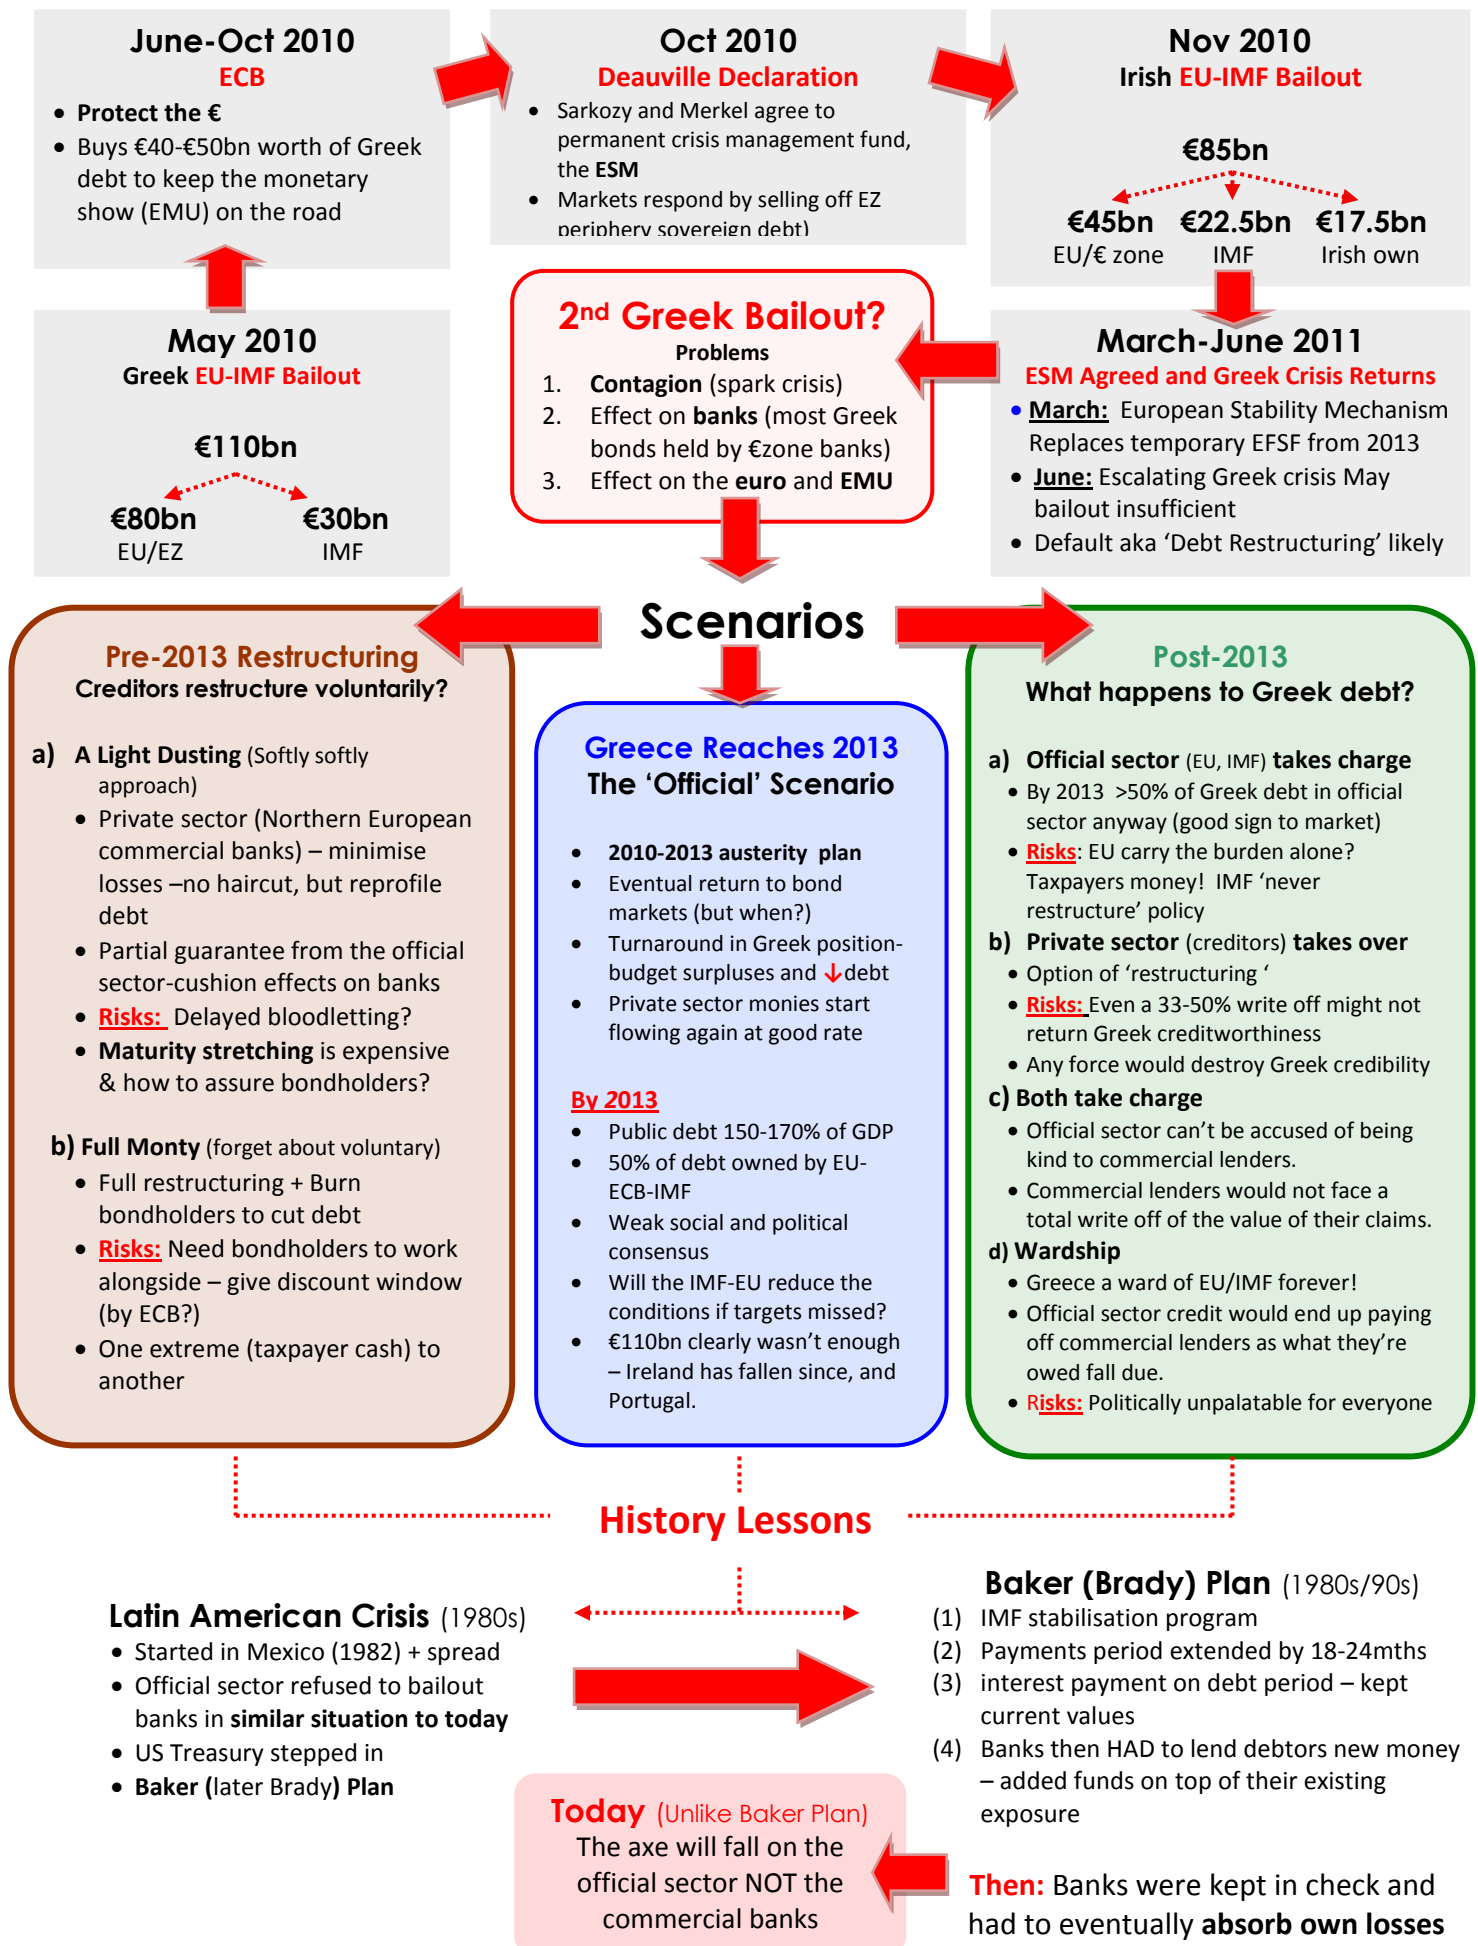 June-Oct 2010
ECB
• Protect the €
• Buys €40-€50bn worth of Greek
debt to keep the monetary
show (EMU) on the road
Oct 2010
Deauville Declaration
• Sarkozy and Merkel agree to
permanent crisis management fund,
the ESM
• Markets respond by selling off EZ
periphery sovereign debt)
Nov 2010
Irish EU-IMF Bailout
€85bn
€45bn €22.5bn €17.5bn
EU/€ zone IMF Irish own
May 2010
Greek EU-IMF Bailout
€110bn
€80bn €30bn
EU/EZ IMF
2nd Greek Bailout?
Problems
1. Contagion (spark crisis)
2. Effect on banks (most Greek
bonds held by €zone banks)
3. Effect on the euro and EMU
March-June 2011
ESM Agreed and Greek Crisis Returns
• March: European Stability Mechanism
Replaces temporary EFSF from 2013
• June: Escalating Greek crisis May
bailout insufficient
• Default aka ‘Debt Restructuring’ likely
Scenarios
Pre-2013 Restructuring
Creditors restructure voluntarily?
a) A Light Dusting (Softly softly
approach)
• Private sector (Northern European
commercial banks) – minimise
losses –no haircut, but reprofile
debt
• Partial guarantee from the official
sector-cushion effects on banks
• Risks: Delayed bloodletting?
• Maturity stretching is expensive
& how to assure bondholders?
b) Full Monty (forget about voluntary)
• Full restructuring + Burn
bondholders to cut debt
• Risks: Need bondholders to work
alongside – give discount window
(by ECB?)
• One extreme (taxpayer cash) to
another
Greece Reaches 2013
The ‘Official’ Scenario
• 2010-2013 austerity plan
• Eventual return to bond
markets (but when?)
• Turnaround in Greek position-
budget surpluses and ↓debt
• Private sector monies start
flowing again at good rate
By 2013
• Public debt 150-170% of GDP
• 50% of debt owned by EU-
ECB-IMF
• Weak social and political
consensus
• Will the IMF-EU reduce the
conditions if targets missed?
• €110bn clearly wasn’t enough
– Ireland has fallen since, and
Portugal.
Post-2013
What happens to Greek debt?
a) Official sector (EU, IMF) takes charge
• By 2013 >50% of Greek debt in official
sector anyway (good sign to market)
• Risks: EU carry the burden alone?
Taxpayers money! IMF ‘never
restructure’ policy
b) Private sector (creditors) takes over
• Option of ‘restructuring ‘
• Risks: Even a 33-50% write off might not
return Greek creditworthiness
• Any force would destroy Greek credibility
c) Both take charge
• Official sector can’t be accused of being
kind to commercial lenders.
• Commercial lenders would not face a
total write off of the value of their claims.
d) Wardship
• Greece a ward of EU/IMF forever!
• Official sector credit would end up paying
off commercial lenders as what they’re
owed fall due.
• Risks: Politically unpalatable for everyone
History Lessons
Latin American Crisis (1980s)
• Started in Mexico (1982) + spread
• Official sector refused to bailout
banks in similar situation to today
• US Treasury stepped in
• Baker (later Brady) Plan
Baker (Brady) Plan (1980s/90s)
(1) IMF stabilisation program
(2) Payments period extended by 18-24mths
(3) interest payment on debt period – kept
current values
(4) Banks then HAD to lend debtors new money
– added funds on top of their existing
exposure
Today (Unlike Baker Plan)
The axe will fall on the
official sector NOT the
commercial banks
Then: Banks were kept in check and
had to eventually absorb own losses